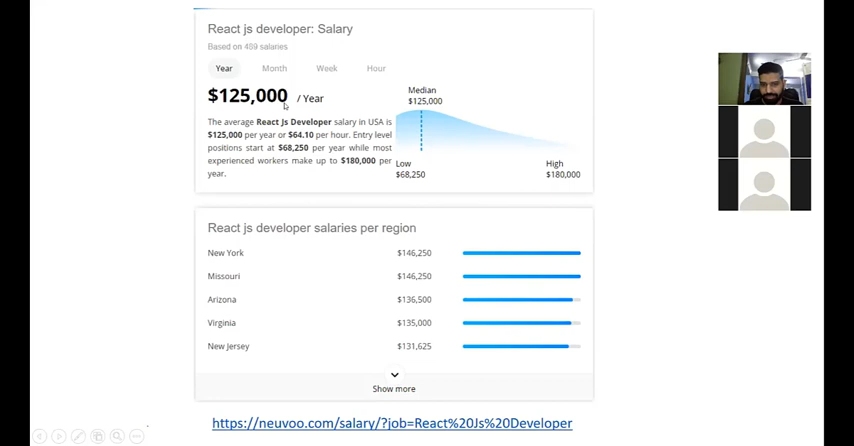 React js developer: Salary
Based on 489 salaries
Year Month Week Hour
$125,000 / Year
The average React Js Developer salary in USA is
$125,000 per year or $64.10 per hour. Entry level
positions start at $68,250 per year while most
experienced workers make up to $180,000 per
year.
Median
$125,000
Low
$68,250
High
$180,000
React js developer salaries per region
New York $146,250
Missouri $146,250
Arizona $136,500
Virginia $135,000
New Jersey $131,625
Show more
https://neuvoo.com/salary/?job=React%20Js%20Developer